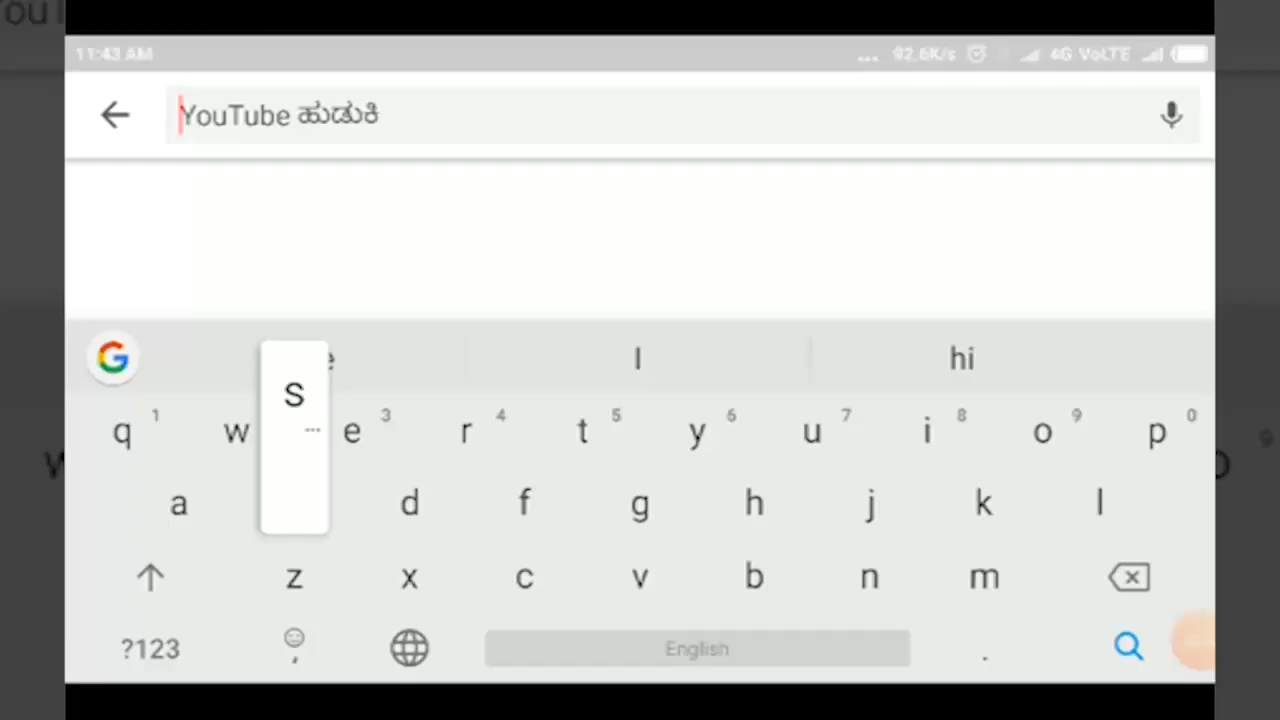 11:43 AM ... 92.6K/s 4G VoLTE
YouTube ಹುಡುಕಿ
G I hi
S
q 1 w e 3 r 4 t 5 y 6 u 7 i 8 o 9 p 0
a d f g h j k l
z x c v b n m
?123 , English .